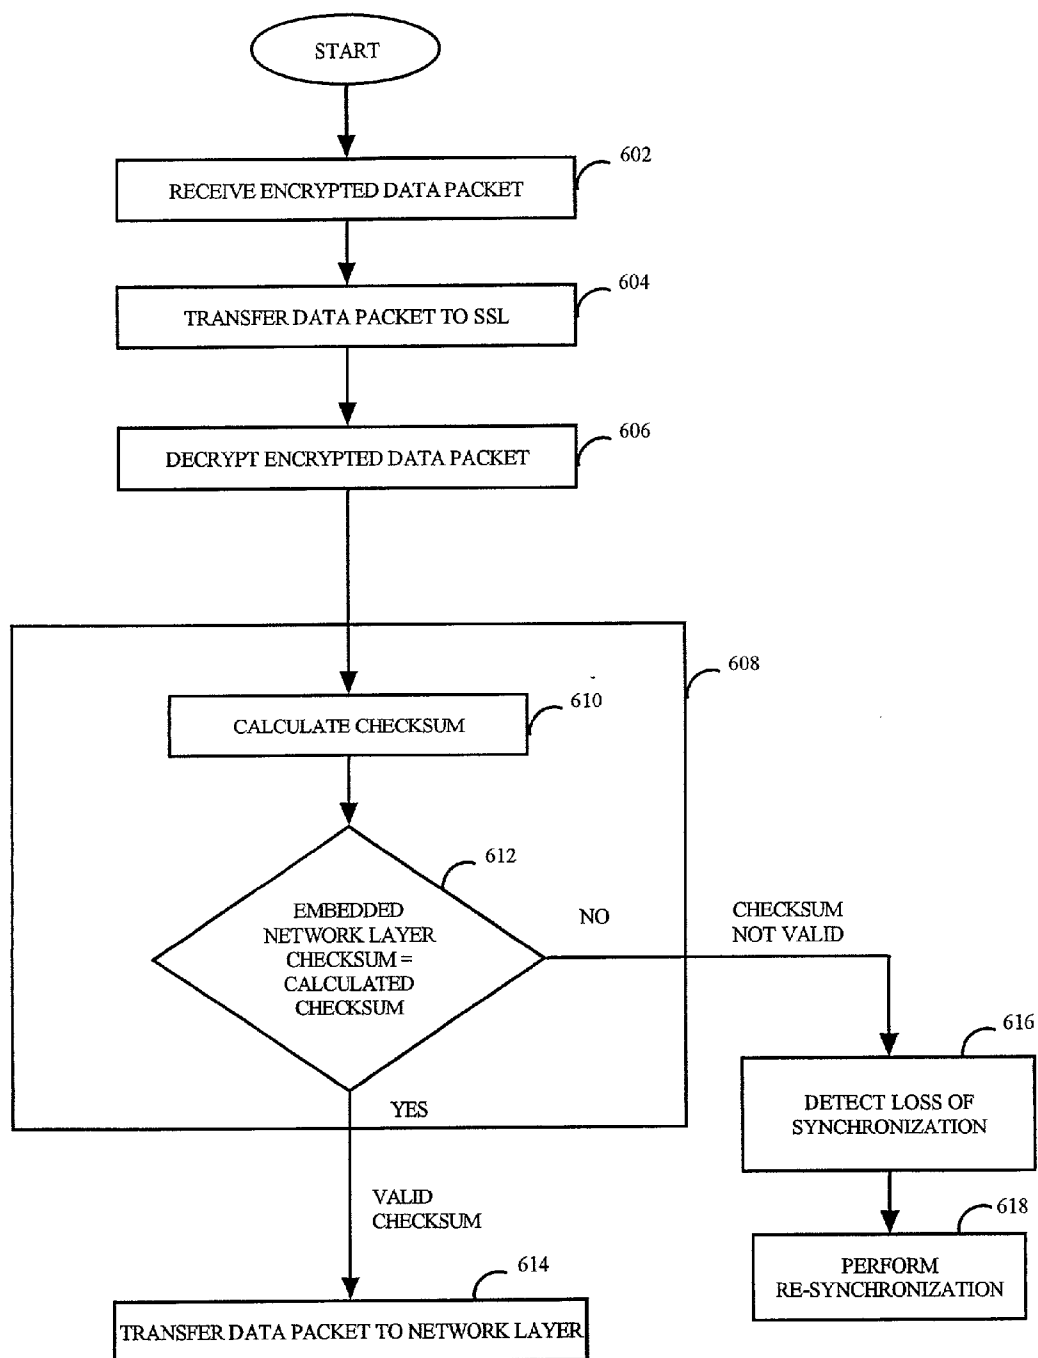 START
602
RECEIVE ENCRYPTED DATA PACKET
604
TRANSFER DATA PACKET TO SSL
606
DECRYPT ENCRYPTED DATA PACKET
608
610
CALCULATE CHECKSUM
612
EMBEDDED
NETWORK LAYER
CHECKSUM =
CALCULATED
CHECKSUM
NO
CHECKSUM
NOT VALID
YES
616
DETECT LOSS OF
SYNCHRONIZATION
VALID
CHECKSUM
618
PERFORM
RE-SYNCHRONIZATION
614
TRANSFER DATA PACKET TO NETWORK LAYER